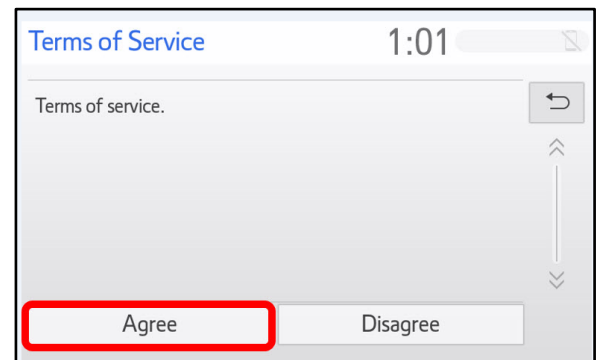 Terms of Service 1:01
Terms of service.
Agree Disagree